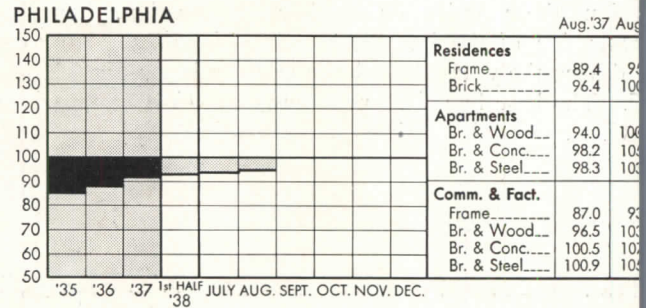 PHILADELPHIA
Aug.'37
150
140
130
120
110
100
90
80
70
60
50
'35 '36 '37 1st HALF '38 JULY AUG. SEPT. OCT. NOV. DEC.
Residences
Frame 89.4
Brick 96.4
Apartments
Br. & Wood 94.0
Br. & Conc. 98.2
Br. & Steel 98.3
Comm. & Fact.
Frame 87.0
Br. & Wood 96.5
Br. & Conc. 100.5
Br. & Steel 100.9